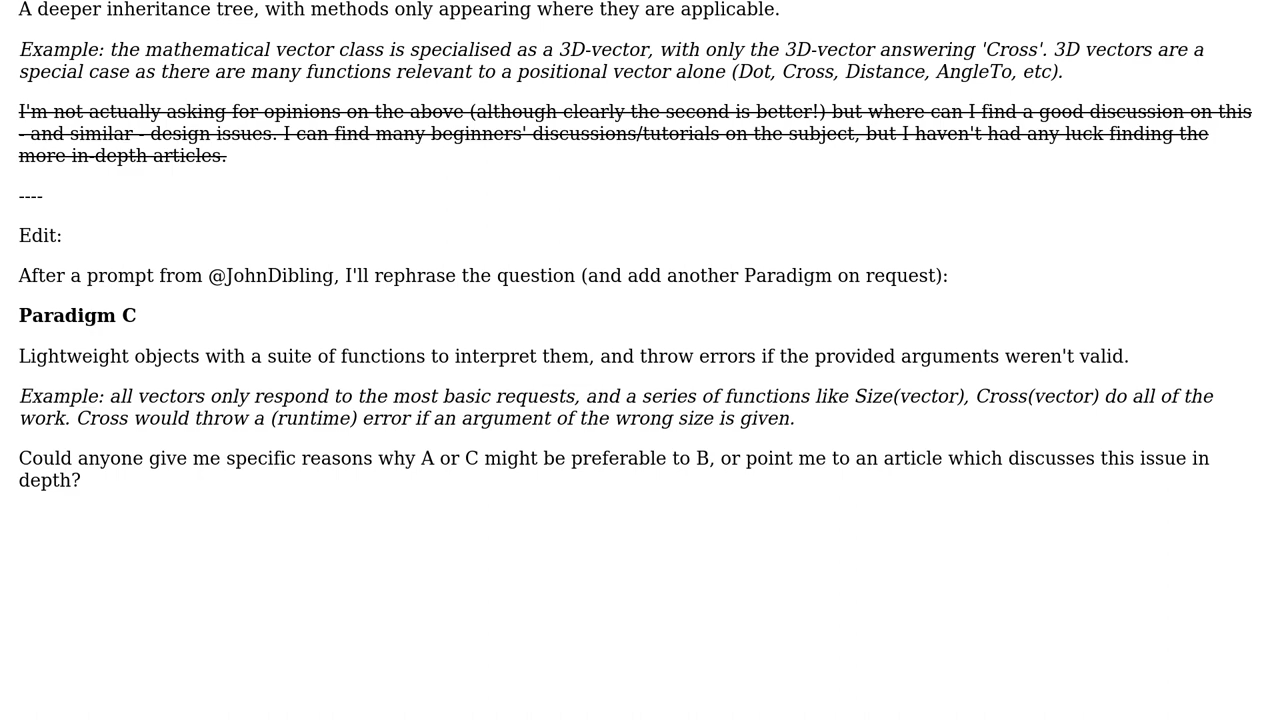 A deeper inheritance tree, with methods only appearing where they are applicable.
Example: the mathematical vector class is specialised as a 3D-vector, with only the 3D-vector answering 'Cross'. 3D vectors are a
special case as there are many functions relevant to a positional vector alone (Dot, Cross, Distance, AngleTo, etc).
I'm not actually asking for opinions on the above (although clearly the second is better!) but where can I find a good discussion on this
- and similar - design issues. I can find many beginners' discussions/tutorials on the subject, but I haven't had any luck finding the
more in-depth articles.
----
Edit:
After a prompt from @JohnDibling, I'll rephrase the question (and add another Paradigm on request):
Paradigm C
Lightweight objects with a suite of functions to interpret them, and throw errors if the provided arguments weren't valid.
Example: all vectors only respond to the most basic requests, and a series of functions like Size(vector), Cross(vector) do all of the
work. Cross would throw a (runtime) error if an argument of the wrong size is given.
Could anyone give me specific reasons why A or C might be preferable to B, or point me to an article which discusses this issue in
depth?